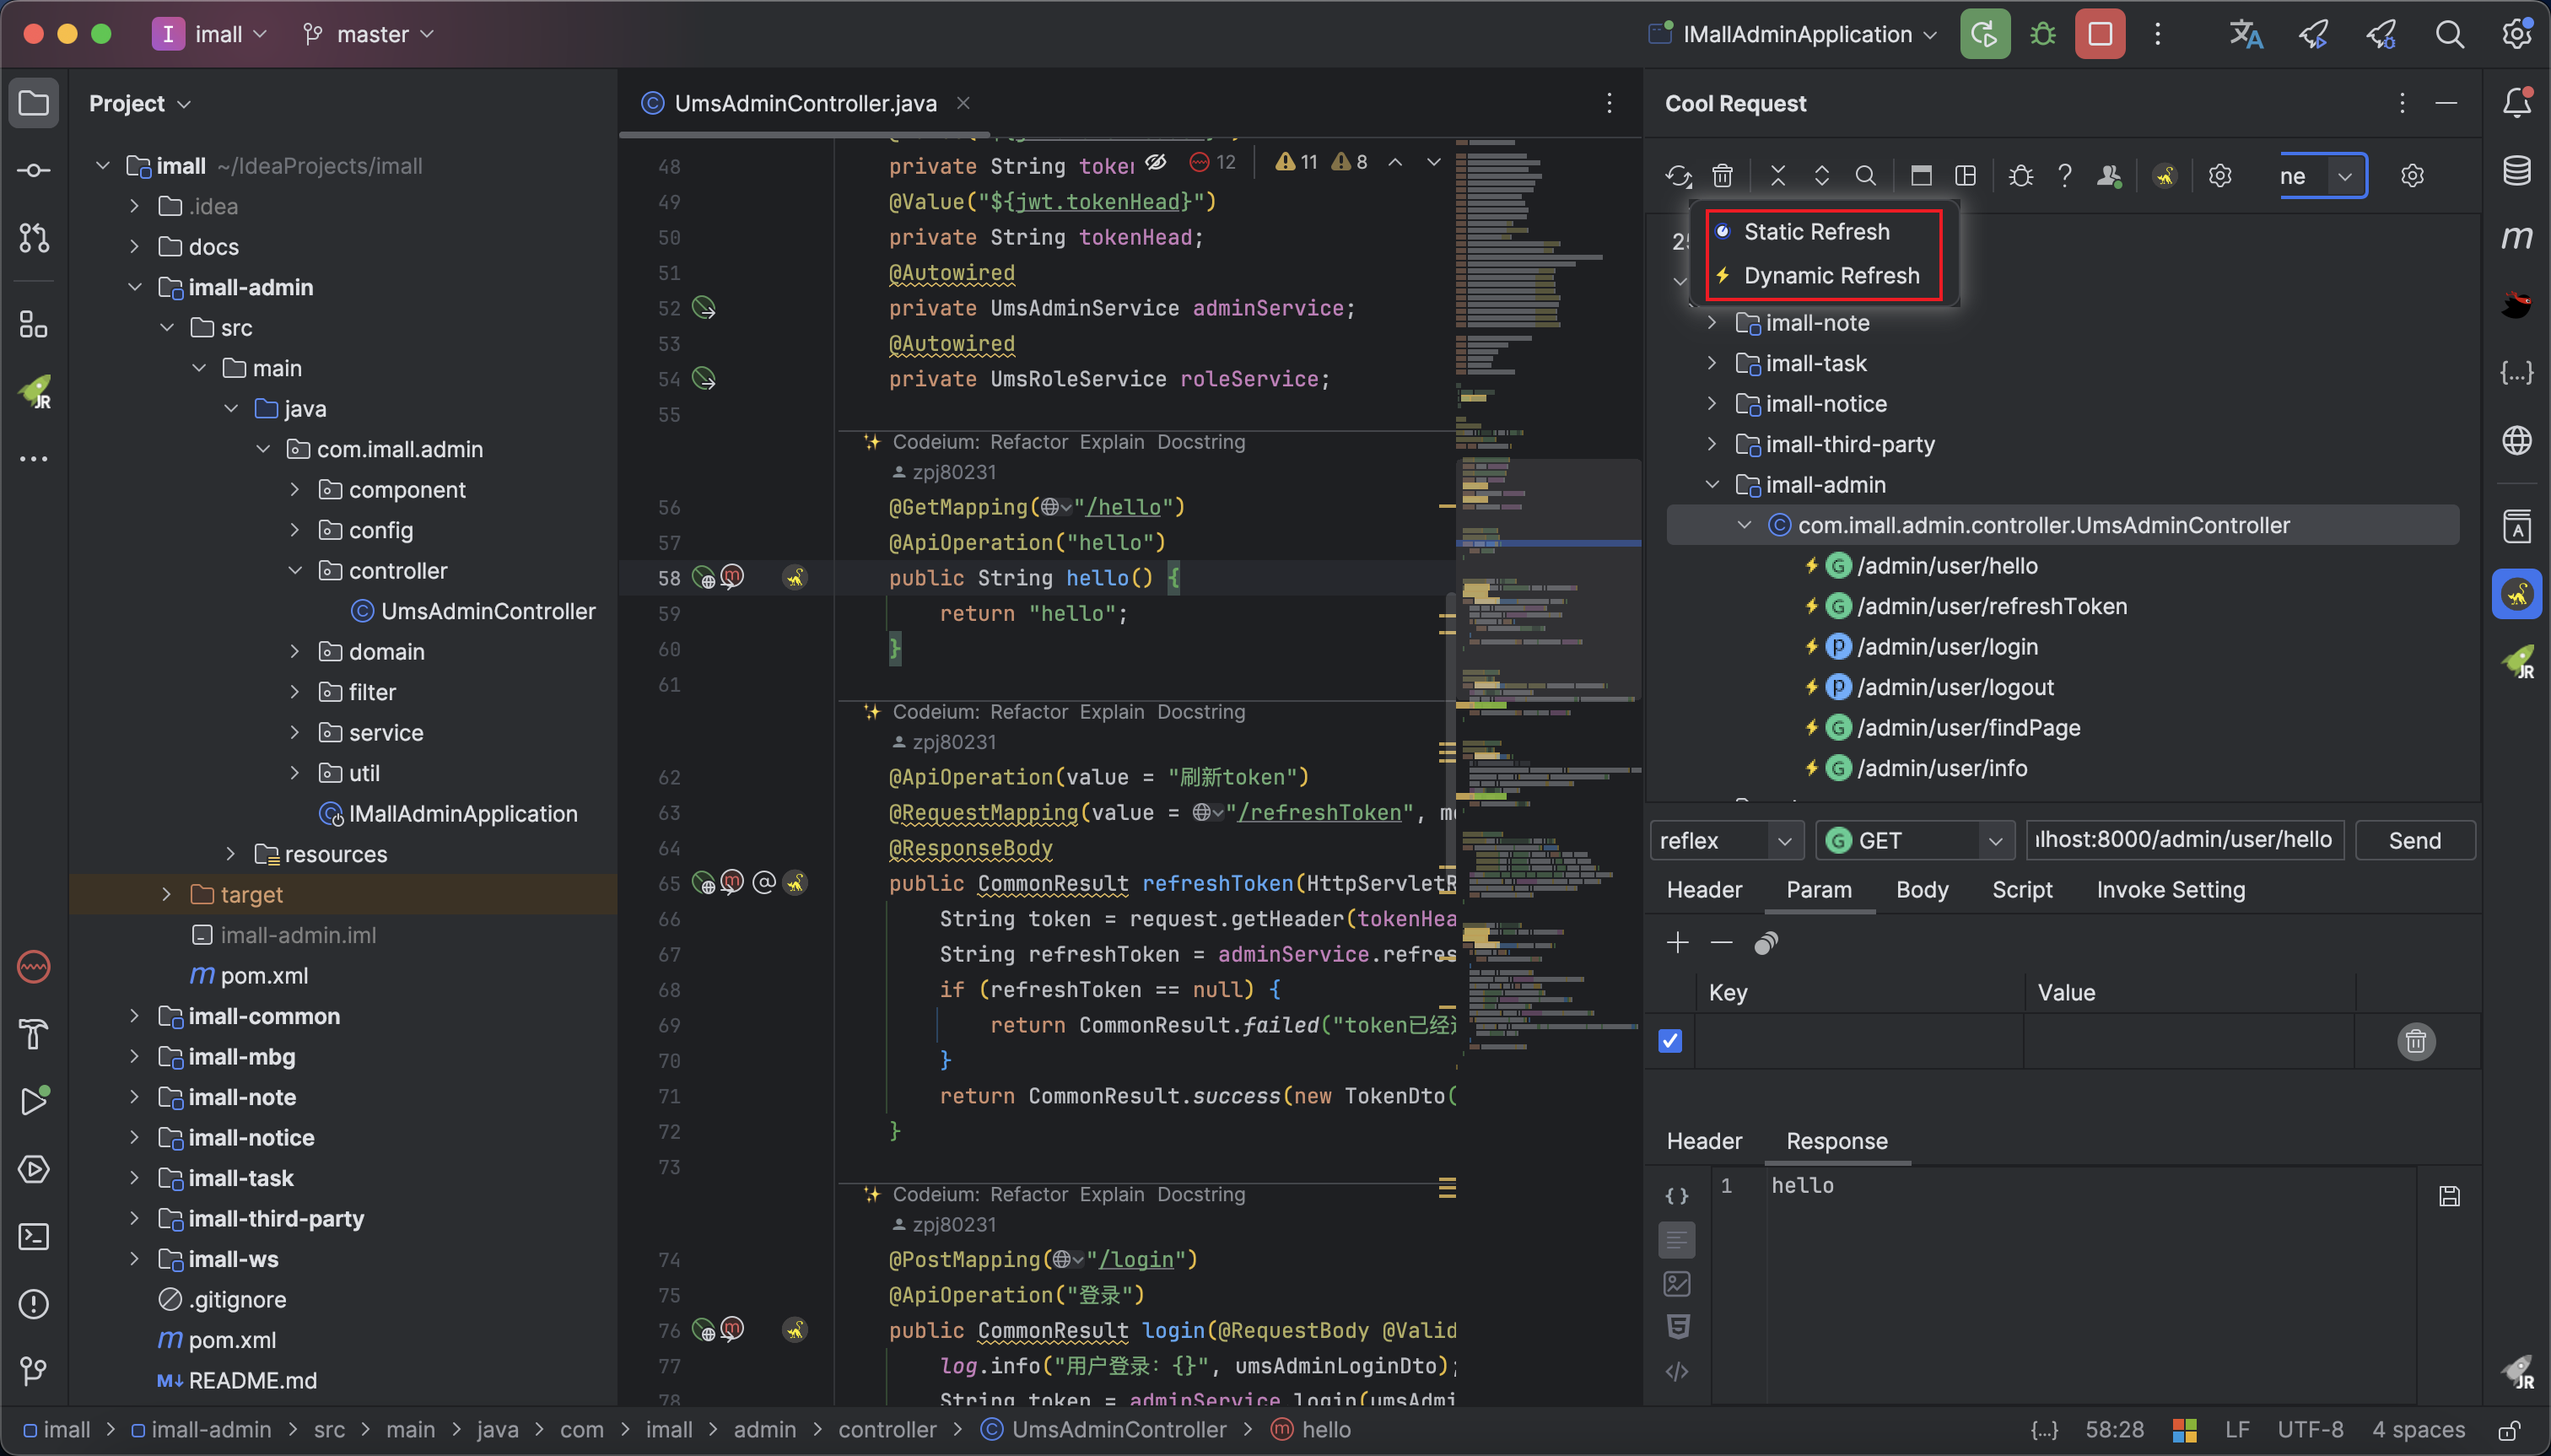 I imall master IMallAdminApplication
Project
imall ~/IdeaProjects/imall
.idea
docs
imall-admin
src
main
java
com.imall.admin
component
config
controller
UmsAdminController
domain
filter
service
util
IMallAdminApplication
resources
target
imall-admin.iml
pom.xml
imall-common
imall-mbg
imall-note
imall-notice
imall-task
imall-third-party
imall-ws
.gitignore
pom.xml
README.md
UmsAdminController.java
12 11 8
48 private String toker
49 @Value("${jwt.tokenHead}")
50 private String tokenHead;
51 @Autowired
52 private UmsAdminService adminService;
53 @Autowired
54 private UmsRoleService roleService;
55
Codeium: Refactor Explain Docstring
zpj80231
56 @GetMapping("/hello")
57 @ApiOperation("hello")
58 public String hello() {
59 return "hello";
60 }
61
Codeium: Refactor Explain Docstring
zpj80231
62 @ApiOperation(value = "刷新token")
63 @RequestMapping(value = "/refreshToken", m
64 @ResponseBody
65 public CommonResult refreshToken(HttpServletR
66 String token = request.getHeader(tokenHea
67 String refreshToken = adminService.refres
68 if (refreshToken == null) {
69 return CommonResult.failed("token已经
70 }
71 return CommonResult.success(new TokenDto(
72 }
73
Codeium: Refactor Explain Docstring
zpj80231
74 @PostMapping("/login")
75 @ApiOperation("登录")
76 public CommonResult login(@RequestBody @Valid
77 log.info("用户登录: {}", umsAdminLoginDto);
78 String token = adminService.login(umsAdmi
Cool Request
ne
Static Refresh
Dynamic Refresh
imall-note
imall-task
imall-notice
imall-third-party
imall-admin
com.imall.admin.controller.UmsAdminController
G /admin/user/hello
G /admin/user/refreshToken
p /admin/user/login
p /admin/user/logout
G /admin/user/findPage
G /admin/user/info
reflex G GET lhost:8000/admin/user/hello Send
Header Param Body Script Invoke Setting
Key Value
Header Response
1 hello
imall > imall-admin > src > main > java > com > imall > admin > controller > UmsAdminController > hello
{...} 58:28 LF UTF-8 4 spaces